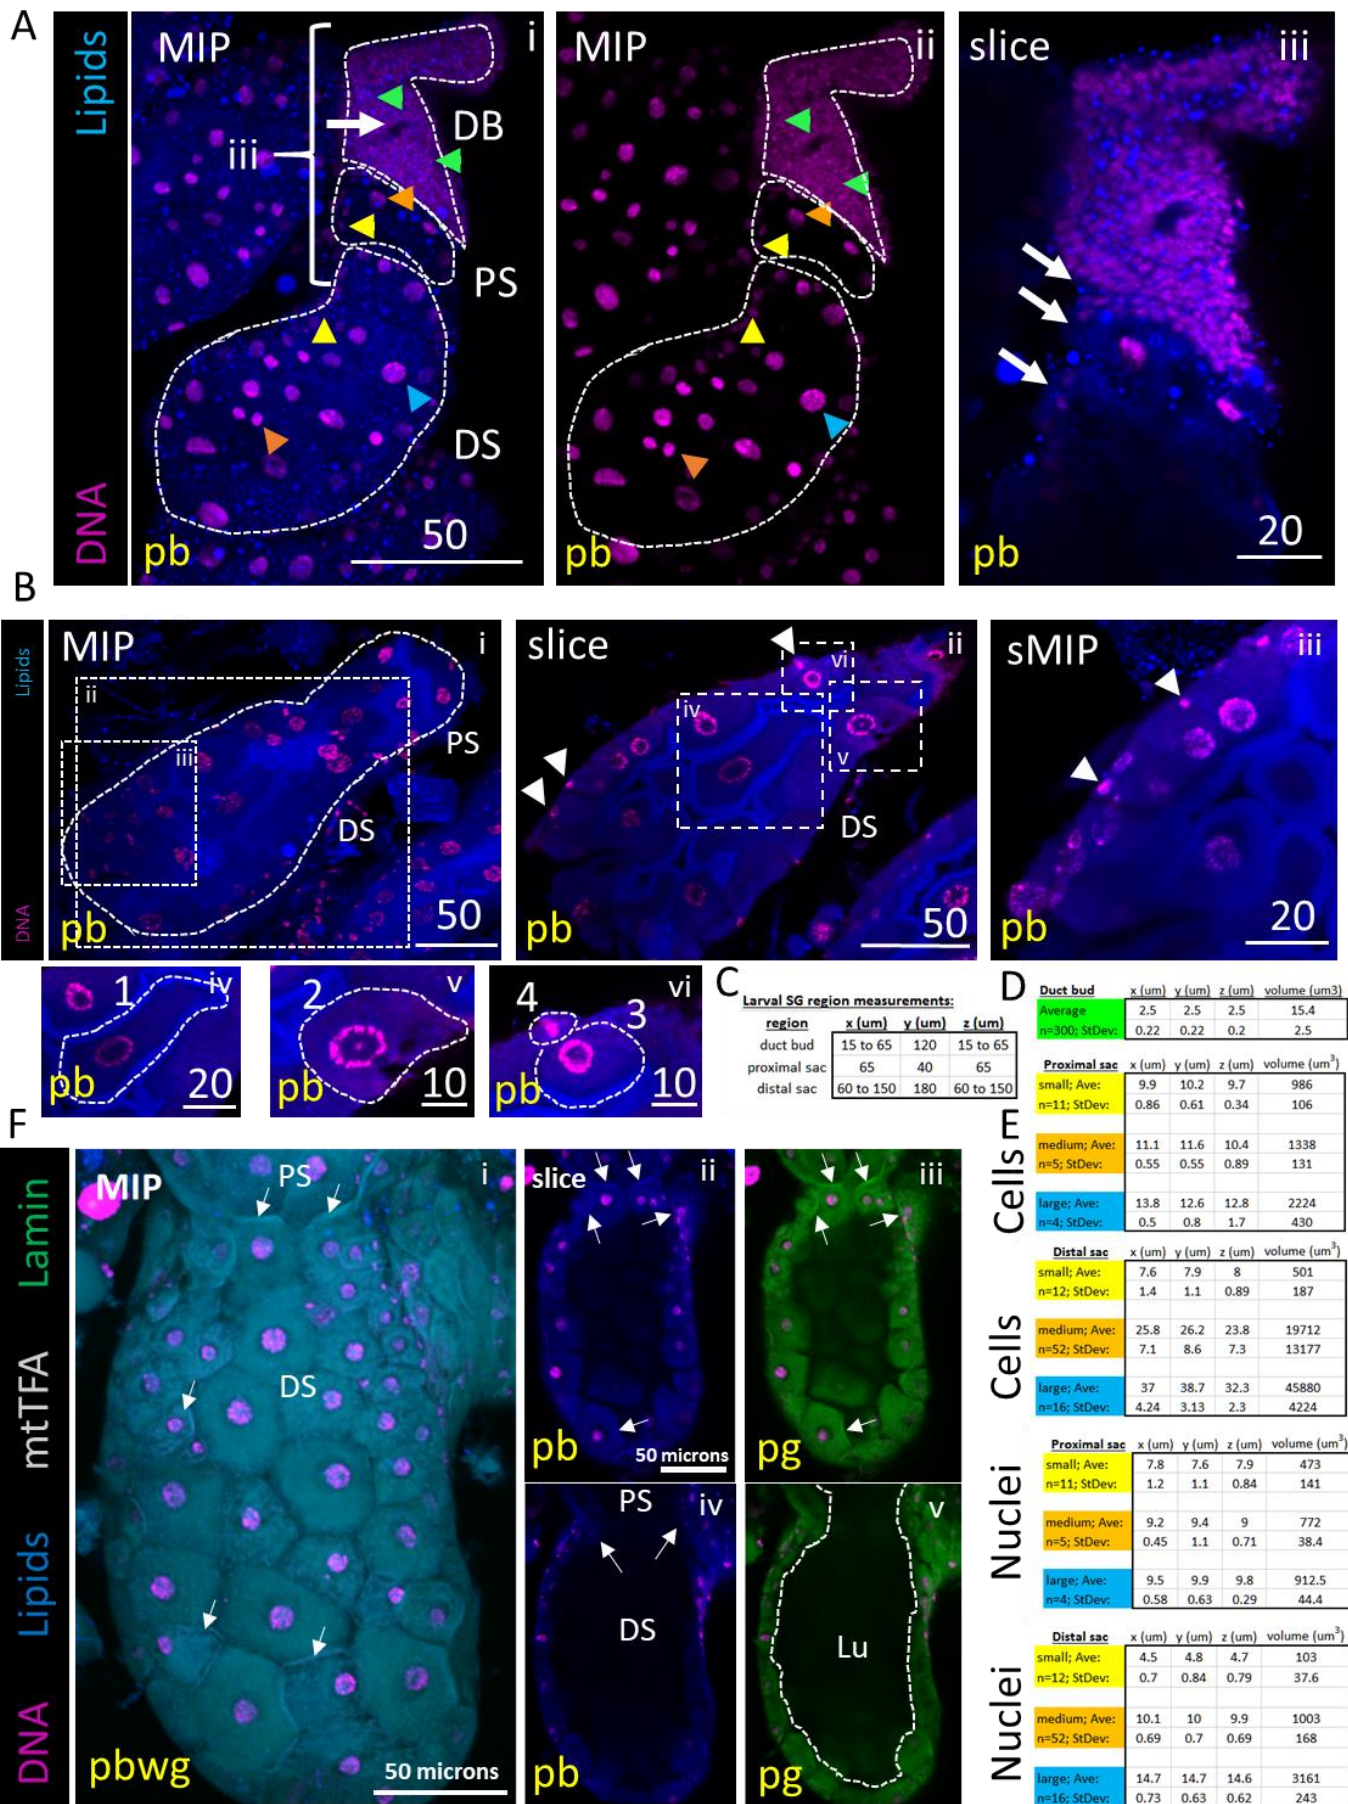 A
Lipids
DNA
MIP
i
iii
DB
PS
DS
pb
50
MIP
ii
slice
iii
pb
20
B
Lipids
DNA
MIP
i
ii
iii
PS
DS
pb
50
slice
ii
vi
iv
v
DS
50
sMIP
iii
pb
20
1
iv
pb
20
2
v
pb
10
4
vi
3
pb
10
C
Larval SG region measurements:
region x (um) y (um) z (um)
duct bud 15 to 65 120 15 to 65
proximal sac 65 40 65
distal sac 60 to 150 180 60 to 150
D
Duct bud x (um) y (um) z (um) volume (um3)
Average 2.5 2.5 2.5 15.4
n=300; StDev: 0.22 0.22 0.2 2.5
E
Cells
Proximal sac x (um) y (um) z (um) volume (um³)
small; Ave: 9.9 10.2 9.7 986
n=11; StDev: 0.86 0.61 0.34 106
medium; Ave: 11.1 11.6 10.4 1338
n=5; StDev: 0.55 0.55 0.89 131
large; Ave: 13.8 12.6 12.8 2224
n=4; StDev: 0.5 0.8 1.7 430
Cells
Distal sac x (um) y (um) z (um) volume (um³)
small; Ave: 7.6 7.9 8 501
n=12; StDev: 1.4 1.1 0.89 187
medium; Ave: 25.8 26.2 23.8 19712
n=52; StDev: 7.1 8.6 7.3 13177
large; Ave: 37 38.7 32.3 45880
n=16; StDev: 4.24 3.13 2.3 4224
Nuclei
Proximal sac x (um) y (um) z (um) volume (um³)
small; Ave: 7.8 7.6 7.9 473
n=11; StDev: 1.2 1.1 0.84 141
medium; Ave: 9.2 9.4 9 772
n=5; StDev: 0.45 1.1 0.71 38.4
large; Ave: 9.5 9.9 9.8 912.5
n=4; StDev: 0.58 0.63 0.29 44.4
Nuclei
Distal sac x (um) y (um) z (um) volume (um³)
small; Ave: 4.5 4.8 4.7 103
n=12; StDev: 0.7 0.84 0.79 37.6
medium; Ave: 10.1 10 9.9 1003
n=52; StDev: 0.69 0.7 0.69 168
large; Ave: 14.7 14.7 14.6 3161
n=16; StDev: 0.73 0.63 0.62 243
F
DNA Lipids mtTFA Lamin
MIP
PS
i
DS
pbwg
50 microns
slice
ii
pb
50 microns
iii
pg
PS
iv
DS
pb
v
Lu
pg